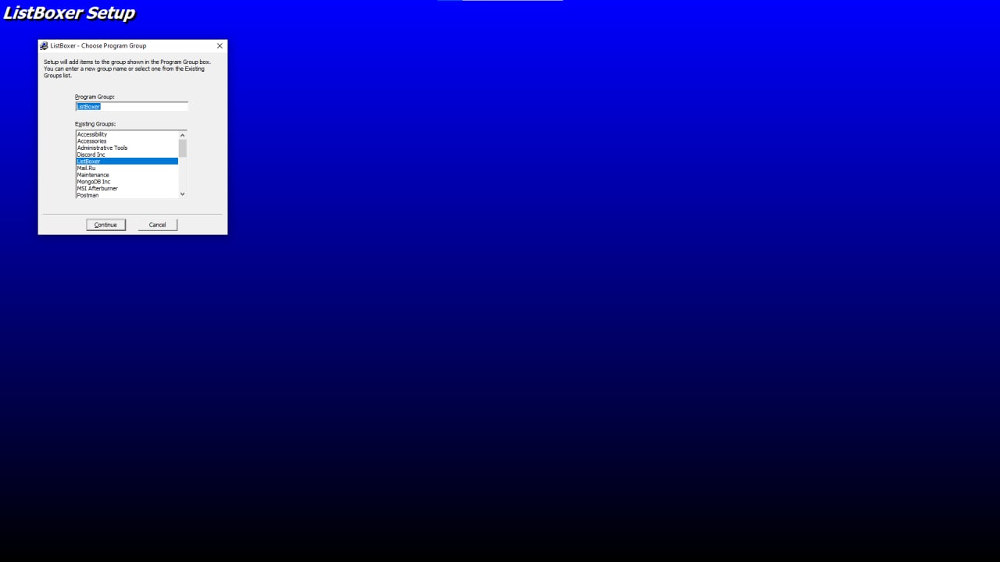 ListBoxer Setup
ListBoxer - Choose Program Group
Setup will add items to the group shown in the Program Group box.
You can enter a new group name or select one from the Existing
Groups list.
Program Group:
ListBoxer
Existing Groups:
Accessibility
Accessories
Administrative Tools
Discord Inc
ListBoxer
Mail.Ru
Maintenance
MongoDB Inc
MSI Afterburner
Postman
Continue
Cancel